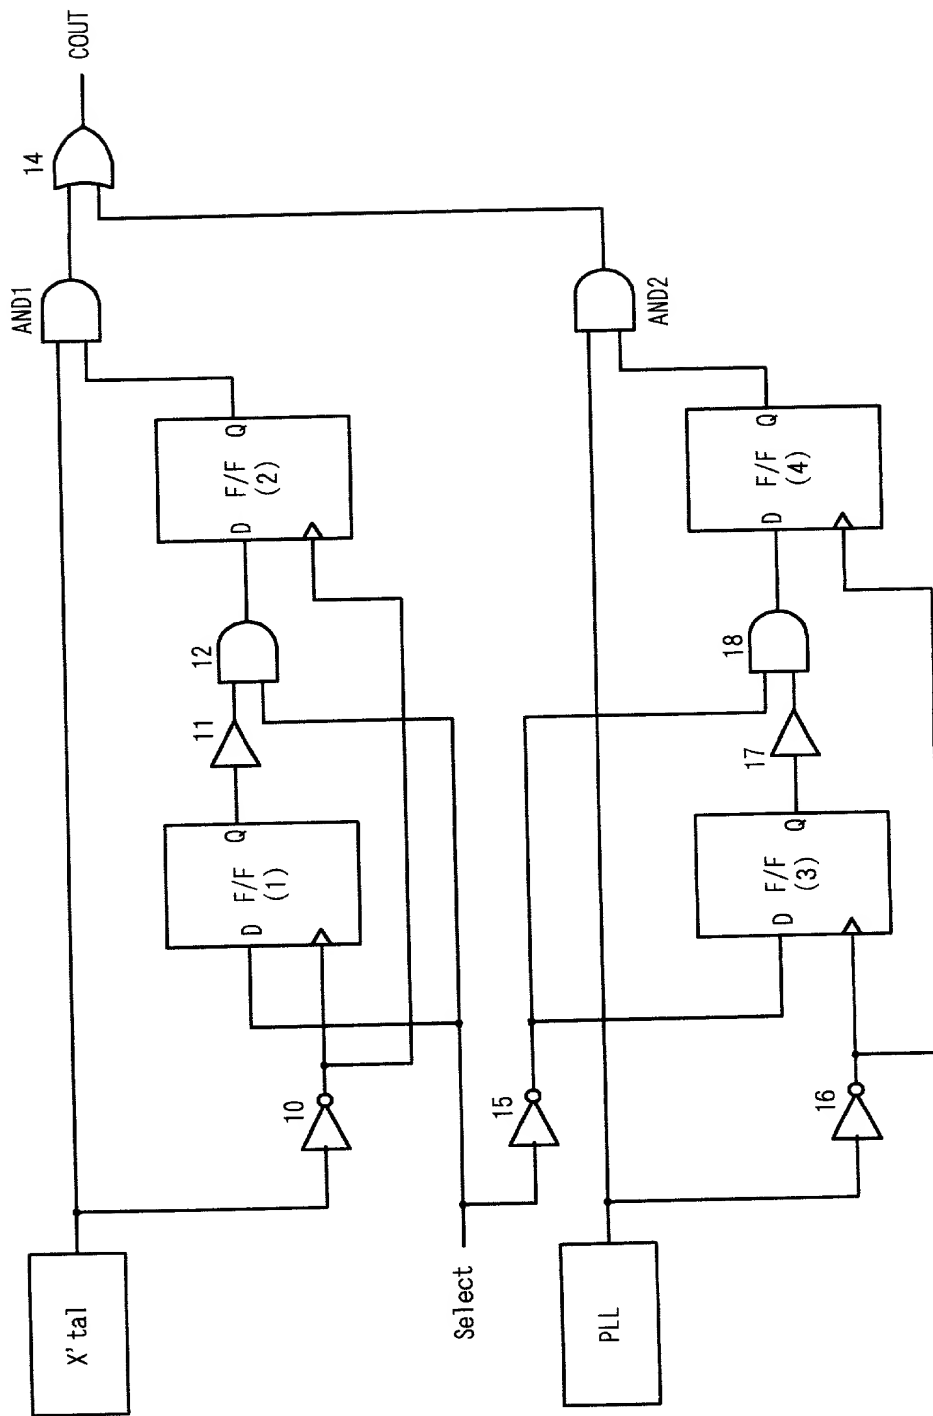 X'tal
10
D
F/F
(1)
Q
11
12
D
F/F
(2)
Q
AND1
14
COUT
Select
15
PLL
16
D
F/F
(3)
Q
17
18
D
F/F
(4)
Q
AND2